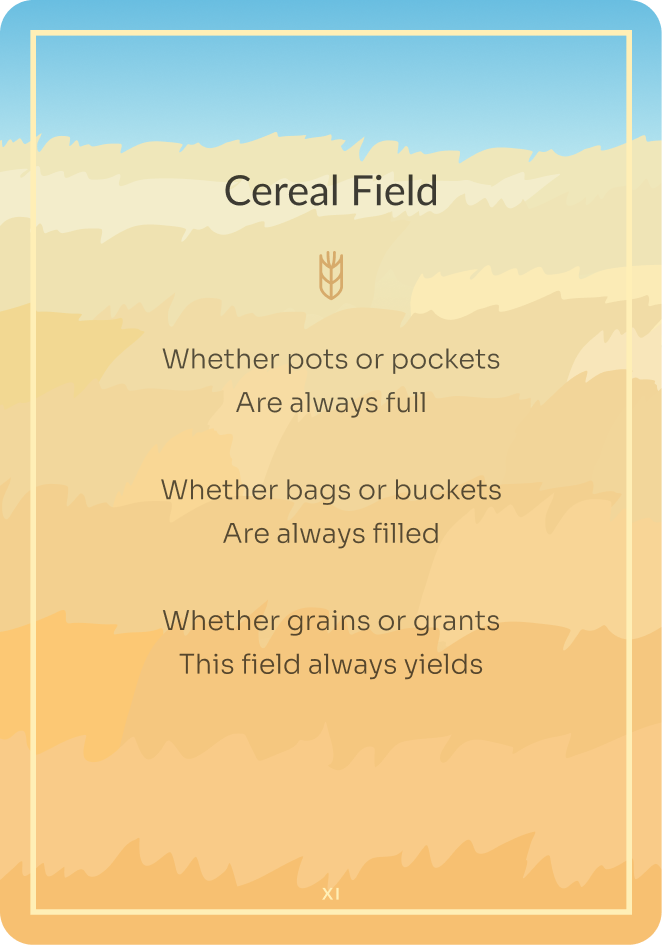 Cereal Field
Whether pots or pockets
Are always full
Whether bags or buckets
Are always filled
Whether grains or grants
This field always yields
XI